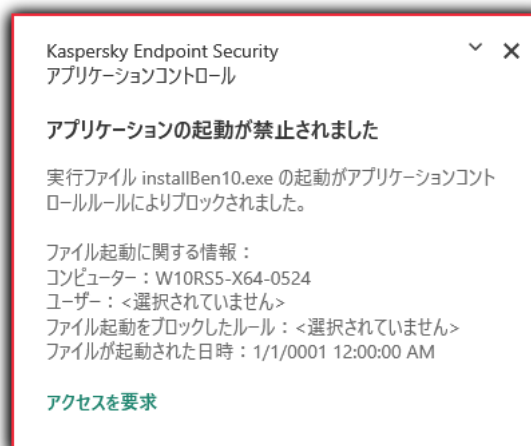 Kaspersky Endpoint Security
アプリケーションコントロール
アプリケーションの起動が禁止されました
実行ファイル installBen10.exe の起動がアプリケーションコント
ロールルールによりブロックされました。
ファイル起動に関する情報：
コンピューター：W10RS5-X64-0524
ユーザー：<選択されていません>
ファイル起動をブロックしたルール：<選択されていません>
ファイルが起動された日時：1/1/0001 12:00:00 AM
アクセスを要求